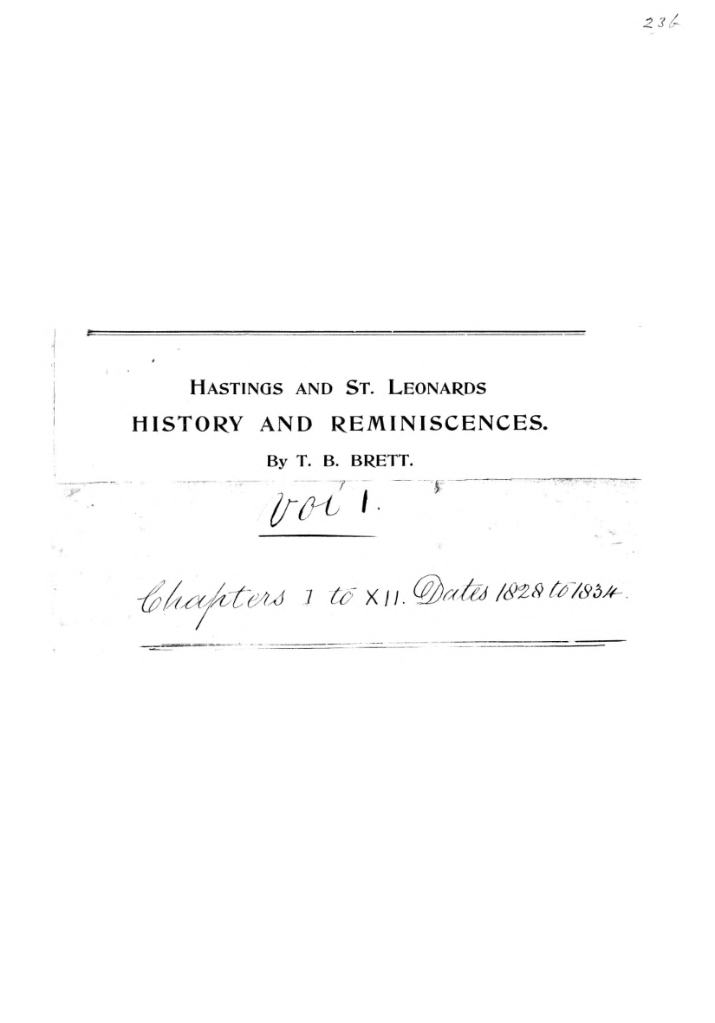 236
HASTINGS AND ST. LEONARDS
HISTORY AND REMINISCENCES.
By T. B. BRETT.
Vol 1.
Chapters I to XII. Dates 1828 to 1834.